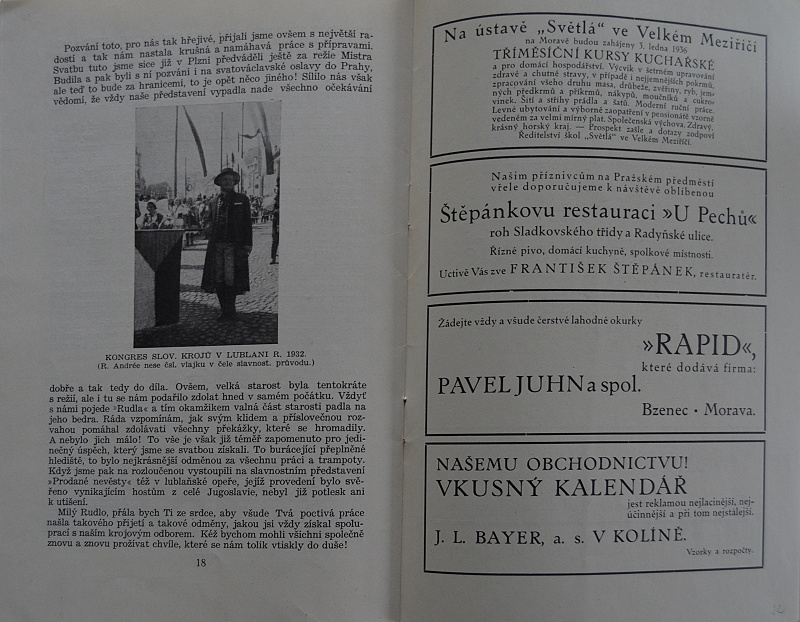 Pozvání toto, pro nás tak hřejivé, přijali jsme ovšem s největší ra-
dostí a tak nám nastala krušná a namáhavá práce s přípravami.
Svatbu tuto jsme sice již v Plzni předváděli ještě za režie Mistra
Budila a pak byli s ní pozváni i na svatováclavské oslavy do Prahy,
ale teď to bude za hranicemi, to je opět něco jiného! Sílilo nás však
vědomí, že vždy naše představení vypadla nade všechno očekávání
KONGRES SLOV. KROJŮ V LUBLANI R. 1932.
(R. Andrée nese čsl. vlajku v čele slavnost. průvodu.)
dobře a tak tedy do díla. Ovšem, velká starost byla tentokráte
s režií, ale i tu se nám podařilo zdolat hned v samém počátku. Vždyť
s námi pojede »Rudla« a tím okamžikem valná část starosti padla na
jeho bedra. Ráda vzpomínám, jak svým klidem a příslovečnou roz-
vahou pomáhal zdolávati všechny překážky, které se hromadily.
A nebylo jich málo! To vše je však již téměř zapomenuto pro jedi-
nečný úspěch, který jsme se svatbou získali. To burácející přeplněné
hlediště, to bylo nejkrásnější odměnou za všechnu práci a trampoty.
Když jsme pak na rozloučenou vystoupili na slavnostním představení
»Prodané nevěsty« též v lublaňské opeře, jejíž provedení bylo svě-
řeno vynikajícím hostům z celé Jugoslavie, nebyl již potlesk ani
k utišení.
Milý Rudlo, přála bych Ti ze srdce, aby všude Tvá poctivá práce
našla takového přijetí a takové odměny, jakou jsi vždy získal spolu-
prací s naším krojovým odborem. Kéž bychom mohli všichni společně
znovu a znovu prožívat chvíle, které se nám tolik vtiskly do duše!
18
Na ústavě „Světlá“ ve Velkém Meziříčí
na Moravě budou zahájeny 3. ledna 1936
TŘÍMĚSÍČNÍ KURSY KUCHAŘSKÉ
a pro domácí hospodářství. Výcvik v šetrném upravování
zdravé a chutné stravy, v případě i nejjemnějších pokrmů,
zpracování všeho druhu masa, drůbeže, zvěřiny, ryb, jem-
ných předkrmů a příkrmů, nákypů, moučníků a cukro-
vinek. Šití a střihy prádla a šatů. Moderní ruční práce.
Levné ubytování a výborné zaopatření v pensionátě vzorně
vedeném za velmi mírný plat. Společenská výchova. Zdravý,
krásný horský kraj. — Prospekt zašle a dotazy zodpoví
Ředitelství škol „Světlá“ ve Velkém Meziříčí.
Našim příznivcům na Pražském předměstí
vřele doporučujeme k návštěvě oblíbenou
Štěpánkovu restauraci »U Pechů«
roh Sladkovského třídy a Radyňské ulice.
Řízné pivo, domácí kuchyně, spolkové místnosti.
Uctivě Vás zve FRANTIŠEK ŠTĚPÁNEK, restauratér.
Žádejte vždy a všude čerstvé lahodné okurky
»RAPID«,
které dodává firma:
PAVEL JUHN a spol.
Bzenec · Morava.
NAŠEMU OBCHODNICTVU!
VKUSNÝ KALENDÁŘ
jest reklamou nejlacinější, nej-
účinnější a při tom nejstálejší.
J. L. BAYER, a. s. V KOLÍNĚ.
Vzorky a rozpočty.